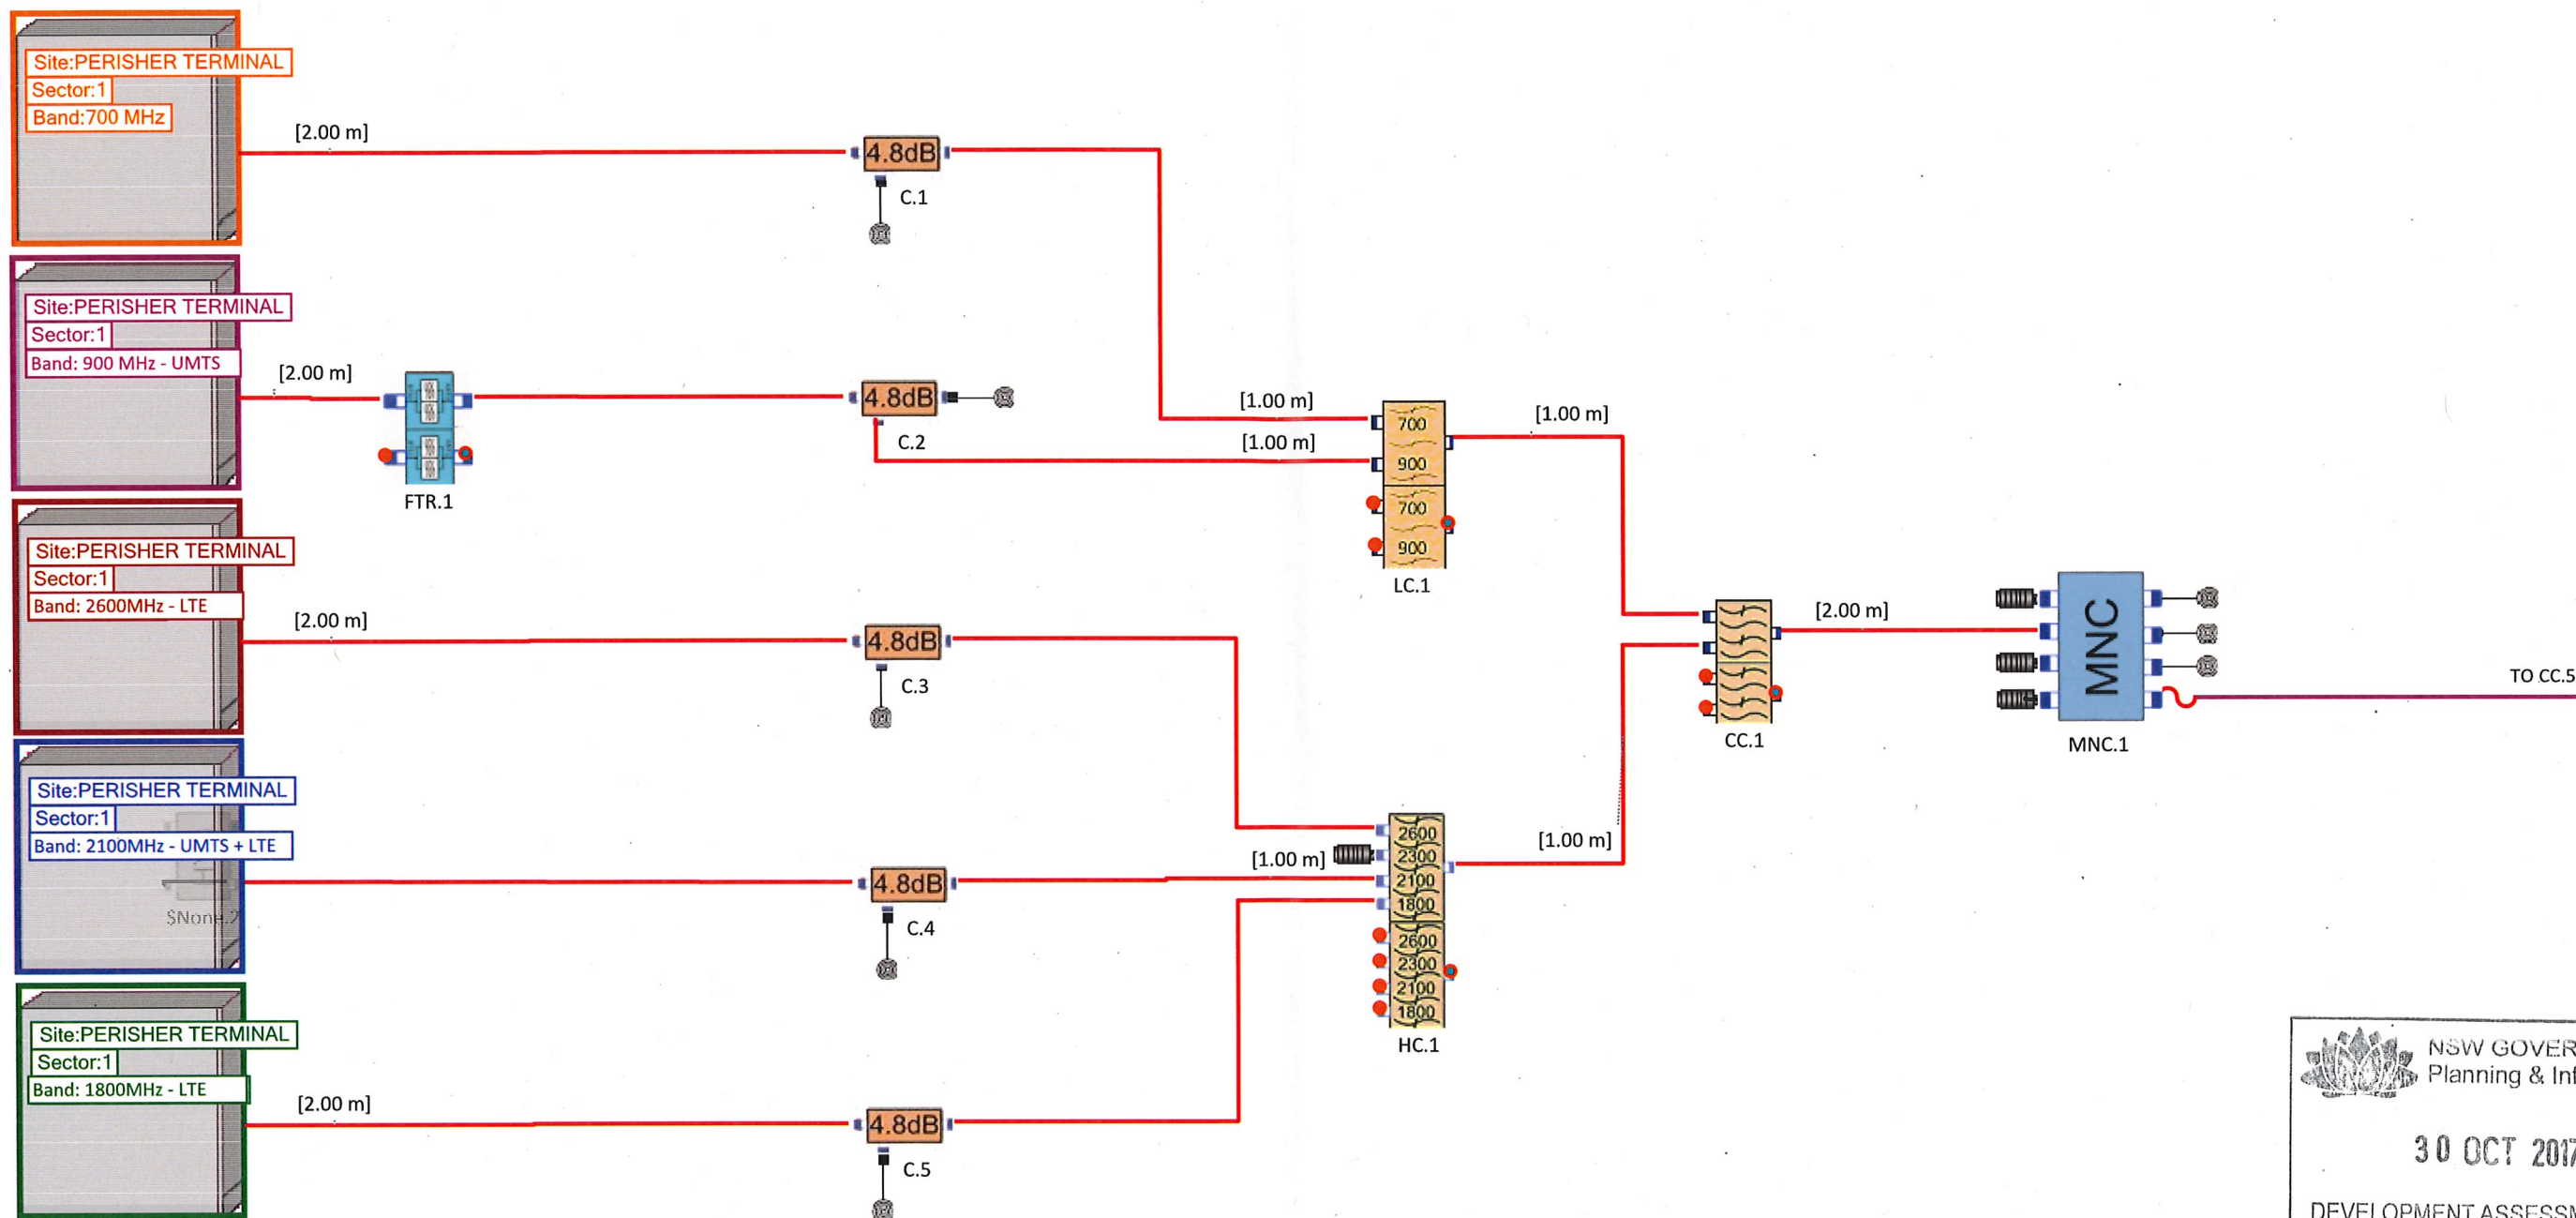 Site:PERISHER TERMINAL
Sector:1
Band:700 MHz
[2.00 m]
4.8dB
C.1
Site:PERISHER TERMINAL
Sector:1
Band: 900 MHz - UMTS
[2.00 m]
FTR.1
4.8dB
C.2
[1.00 m]
[1.00 m]
700
900
700
900
LC.1
[1.00 m]
Site:PERISHER TERMINAL
Sector:1
Band: 2600MHz - LTE
[2.00 m]
4.8dB
C.3
CC.1
[2.00 m]
MNC
MNC.1
TO CC.5
Site:PERISHER TERMINAL
Sector:1
Band: 2100MHz - UMTS + LTE
4.8dB
C.4
[1.00 m]
2600
2300
2100
1800
2600
2300
2100
1800
HC.1
[1.00 m]
Site:PERISHER TERMINAL
Sector:1
Band: 1800MHz - LTE
[2.00 m]
4.8dB
C.5
NSW GOVER
Planning & Inf
30 OCT 2017
DEVELOPMENT ASSESSM